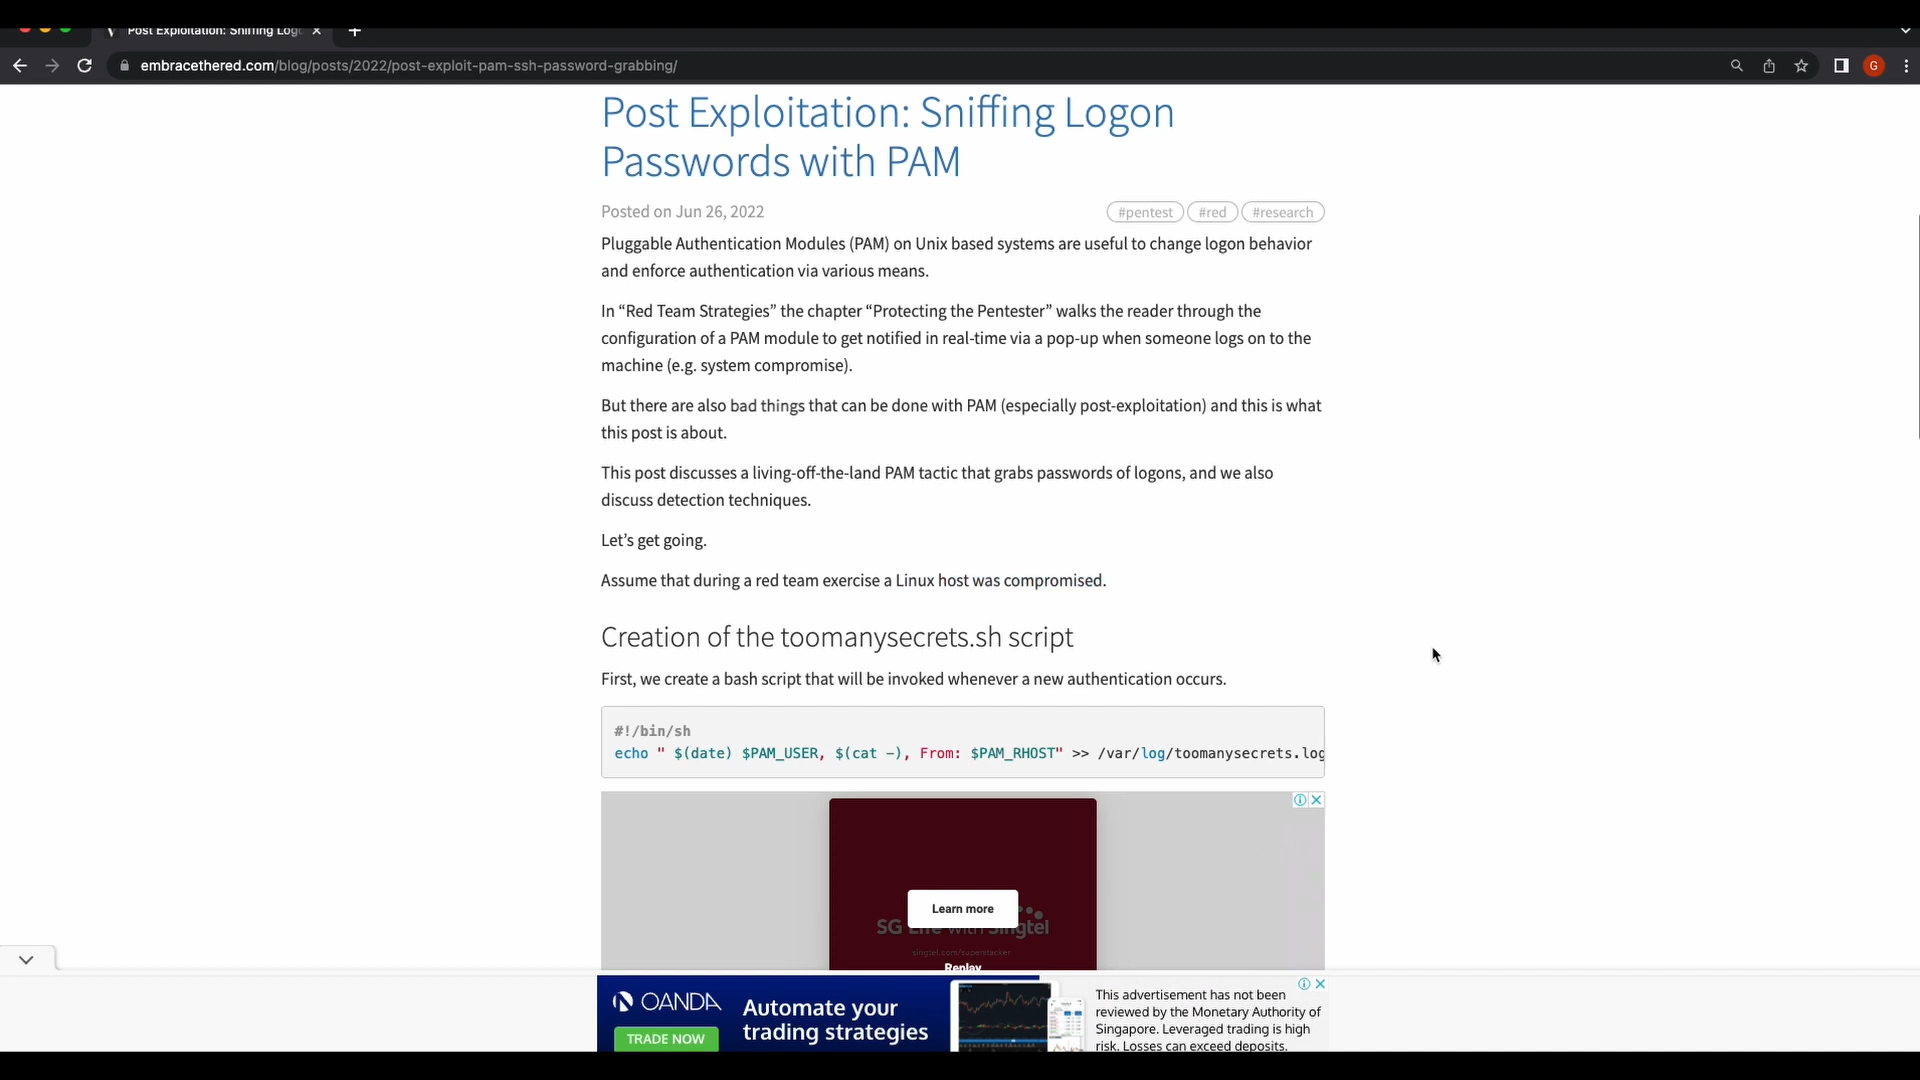 Post Exploitation: Sniffing Logo
embracethered.com/blog/posts/2022/post-exploit-pam-ssh-password-grabbing/
G
Post Exploitation: Sniffing Logon
Passwords with PAM
Posted on Jun 26, 2022
#pentest #red #research
Pluggable Authentication Modules (PAM) on Unix based systems are useful to change logon behavior
and enforce authentication via various means.
In “Red Team Strategies” the chapter “Protecting the Pentester” walks the reader through the
configuration of a PAM module to get notified in real-time via a pop-up when someone logs on to the
machine (e.g. system compromise).
But there are also bad things that can be done with PAM (especially post-exploitation) and this is what
this post is about.
This post discusses a living-off-the-land PAM tactic that grabs passwords of logons, and we also
discuss detection techniques.
Let’s get going.
Assume that during a red team exercise a Linux host was compromised.
Creation of the toomanysecrets.sh script
First, we create a bash script that will be invoked whenever a new authentication occurs.
#!/bin/sh
echo " $(date) $PAM_USER, $(cat -), From: $PAM_RHOST" >> /var/log/toomanysecrets.log
Learn more
SG Life with Singtel
singtel.com/superstacker
Replay
OANDA
TRADE NOW
Automate your
trading strategies
This advertisement has not been
reviewed by the Monetary Authority of
Singapore. Leveraged trading is high
risk. Losses can exceed deposits.